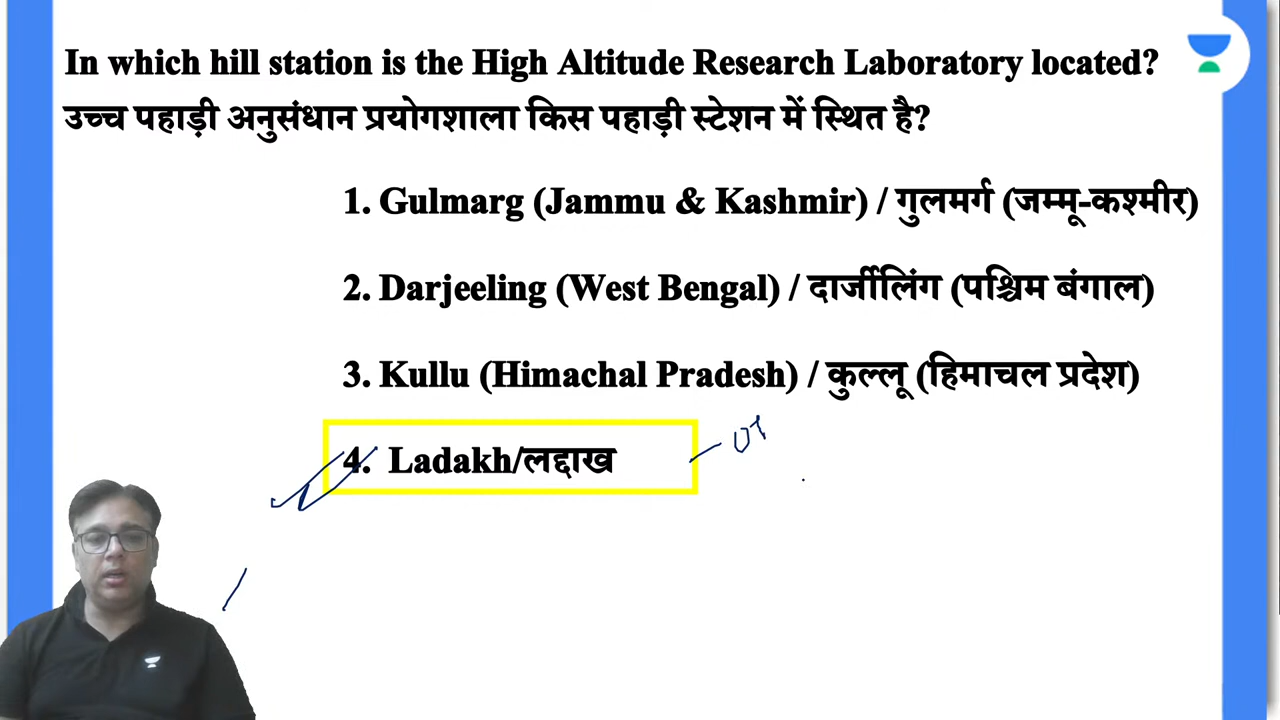 In which hill station is the High Altitude Research Laboratory located?
उच्च पहाड़ी अनुसंधान प्रयोगशाला किस पहाड़ी स्टेशन में स्थित है?
1. Gulmarg (Jammu & Kashmir) / गुलमर्ग (जम्मू-कश्मीर)
2. Darjeeling (West Bengal) / दार्जीलिंग (पश्चिम बंगाल)
3. Kullu (Himachal Pradesh) / कुल्लू (हिमाचल प्रदेश)
4. Ladakh/लद्दाख